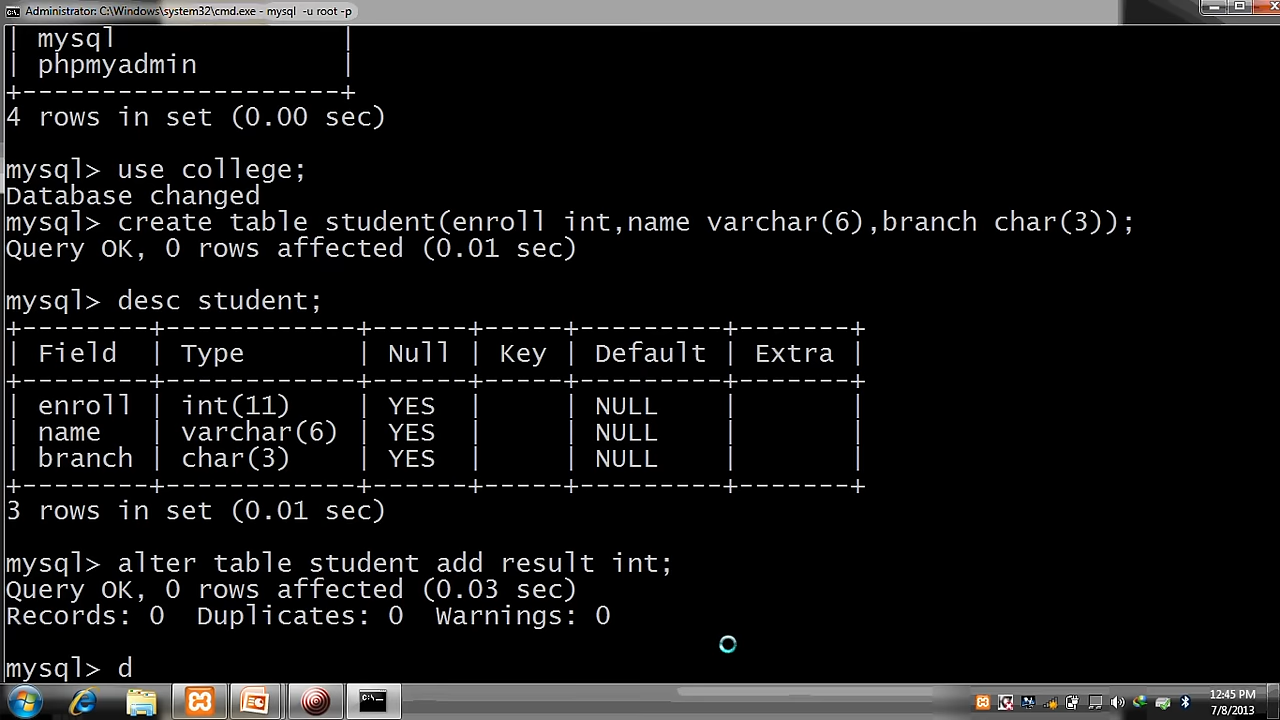 Administrator: C:\Windows\system32\cmd.exe - mysql -u root -p
| mysql |
| phpmyadmin |
+--------------------+
4 rows in set (0.00 sec)
mysql> use college;
Database changed
mysql> create table student(enroll int,name varchar(6),branch char(3));
Query OK, 0 rows affected (0.01 sec)
mysql> desc student;
+--------+------------+------+-----+---------+-------+
| Field | Type | Null | Key | Default | Extra |
+--------+------------+------+-----+---------+-------+
| enroll | int(11) | YES | | NULL | |
| name | varchar(6) | YES | | NULL | |
| branch | char(3) | YES | | NULL | |
+--------+------------+------+-----+---------+-------+
3 rows in set (0.01 sec)
mysql> alter table student add result int;
Query OK, 0 rows affected (0.03 sec)
Records: 0 Duplicates: 0 Warnings: 0
mysql> d
12:45 PM
7/8/2013